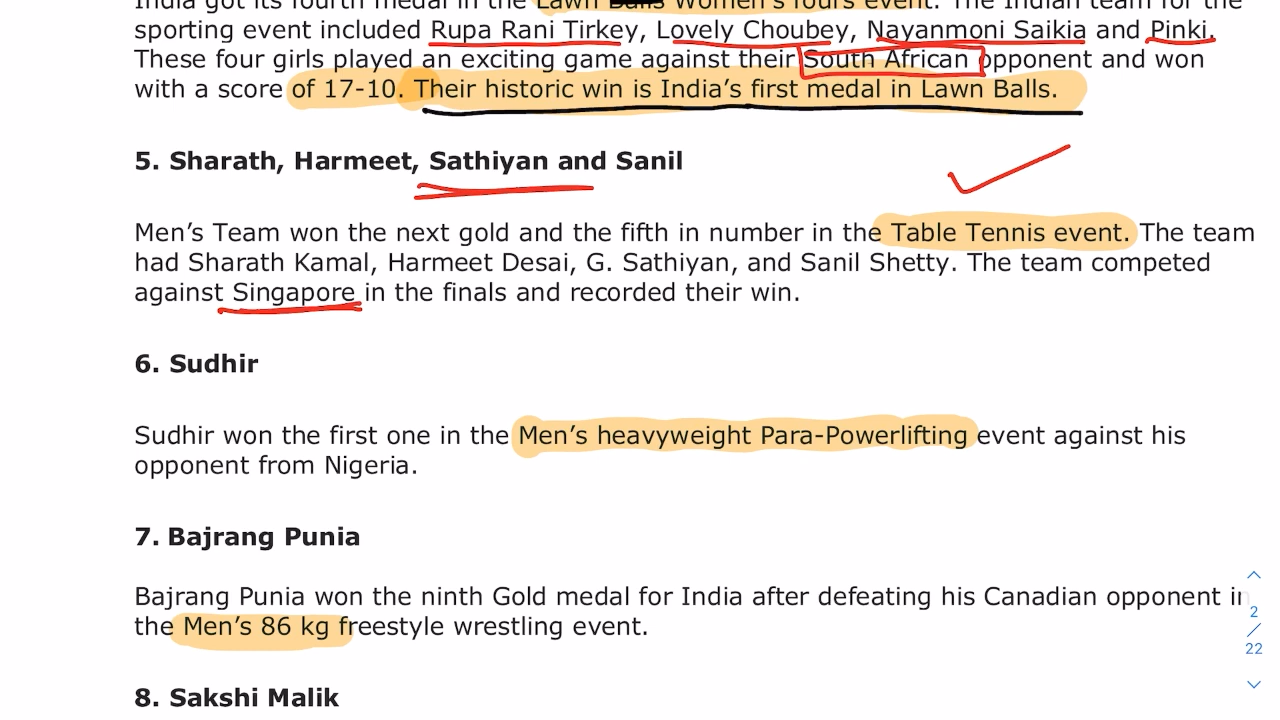 India got its fourth medal in the Lawn Balls Women's fours event. The Indian team for the
sporting event included Rupa Rani Tirkey, Lovely Choubey, Nayanmoni Saikia and Pinki.
These four girls played an exciting game against their South African opponent and won
with a score of 17-10. Their historic win is India's first medal in Lawn Balls.
5. Sharath, Harmeet, Sathiyan and Sanil
Men's Team won the next gold and the fifth in number in the Table Tennis event. The team
had Sharath Kamal, Harmeet Desai, G. Sathiyan, and Sanil Shetty. The team competed
against Singapore in the finals and recorded their win.
6. Sudhir
Sudhir won the first one in the Men's heavyweight Para-Powerlifting event against his
opponent from Nigeria.
7. Bajrang Punia
Bajrang Punia won the ninth Gold medal for India after defeating his Canadian opponent in
the Men's 86 kg freestyle wrestling event.
2
/
22
8. Sakshi Malik